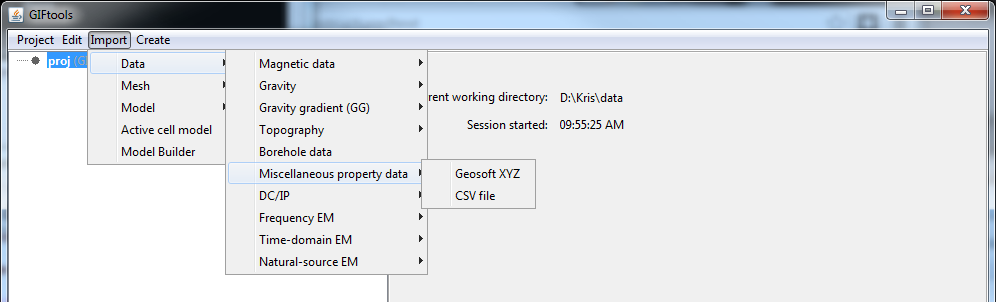 GIFtools
Project Edit Import Create
proj
Data
Mesh
Model
Active cell model
Model Builder
Magnetic data
Gravity
Gravity gradient (GG)
Topography
Borehole data
Miscellaneous property data
DC/IP
Frequency EM
Time-domain EM
Natural-source EM
Geosoft XYZ
CSV file
rent working directory: D:\Kris\data
Session started: 09:55:25 AM